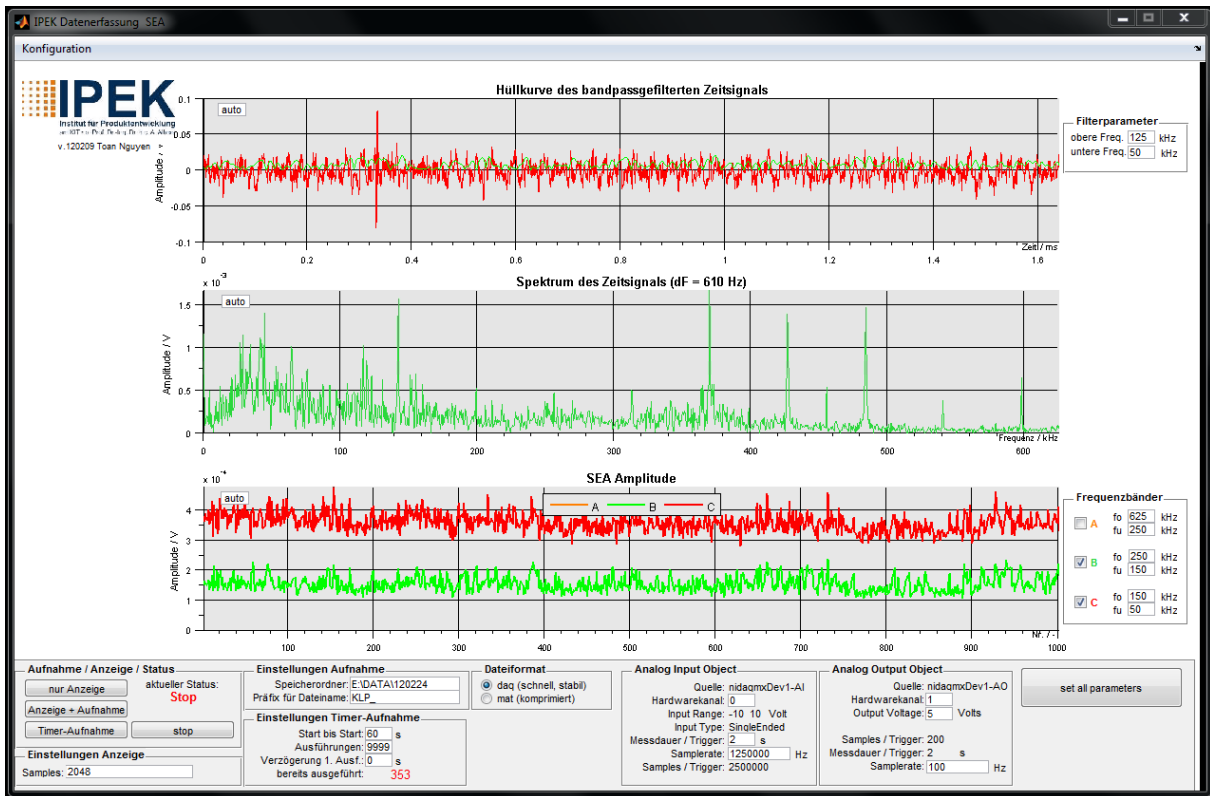 IPEK Datenerfassung SEA
Konfiguration
IPEK
Institut für Produktentwicklung
v.120209 Toan Nguyen
Hüllkurve des bandpassgefilterten Zeitsignals
auto
Amplitude /
0.1
0.05
0
-0.05
-0.1
0 0.2 0.4 0.6 0.8 1 1.2 1.4 1.6
Zeit / ms
Filterparameter
obere Freq. 125 kHz
untere Freq. 50 kHz
Spektrum des Zeitsignals (dF = 610 Hz)
x 10 -3
auto
Amplitude / V
1.5
1
0.5
0
0 100 200 300 400 500 600
Frequenz / kHz
SEA Amplitude
x 10 -4
auto
A B C
Amplitude / V
4
3
2
1
0
100 200 300 400 500 600 700 800 900 1000
Nr. / -
Frequenzbänder
A fo 625 kHz
fu 250 kHz
B fo 250 kHz
fu 150 kHz
C fo 150 kHz
fu 50 kHz
Aufnahme / Anzeige / Status
nur Anzeige
aktueller Status:
Stop
Anzeige + Aufnahme
Timer-Aufnahme
stop
Einstellungen Anzeige
Samples: 2048
Einstellungen Aufnahme
Speicherordner: E:\DATA\120224
Präfix für Dateiname: KLP_
Einstellungen Timer-Aufnahme
Start bis Start: 60 s
Ausführungen: 9999
Verzögerung 1. Ausf.: 0 s
bereits ausgeführt: 353
Dateiformat
daq (schnell, stabil)
mat (komprimiert)
Analog Input Object
Quelle: nidaqmxDev1-AI
Hardwarekanal: 0
Input Range: -10 10 Volt
Input Type: SingleEnded
Messdauer / Trigger: 2 s
Samplerate: 1250000 Hz
Samples / Trigger: 2500000
Analog Output Object
Quelle: nidaqmxDev1-AO
Hardwarekanal: 1
Output Voltage: 5 Volts
Samples / Trigger: 200
Messdauer / Trigger: 2 s
Samplerate: 100 Hz
set all parameters